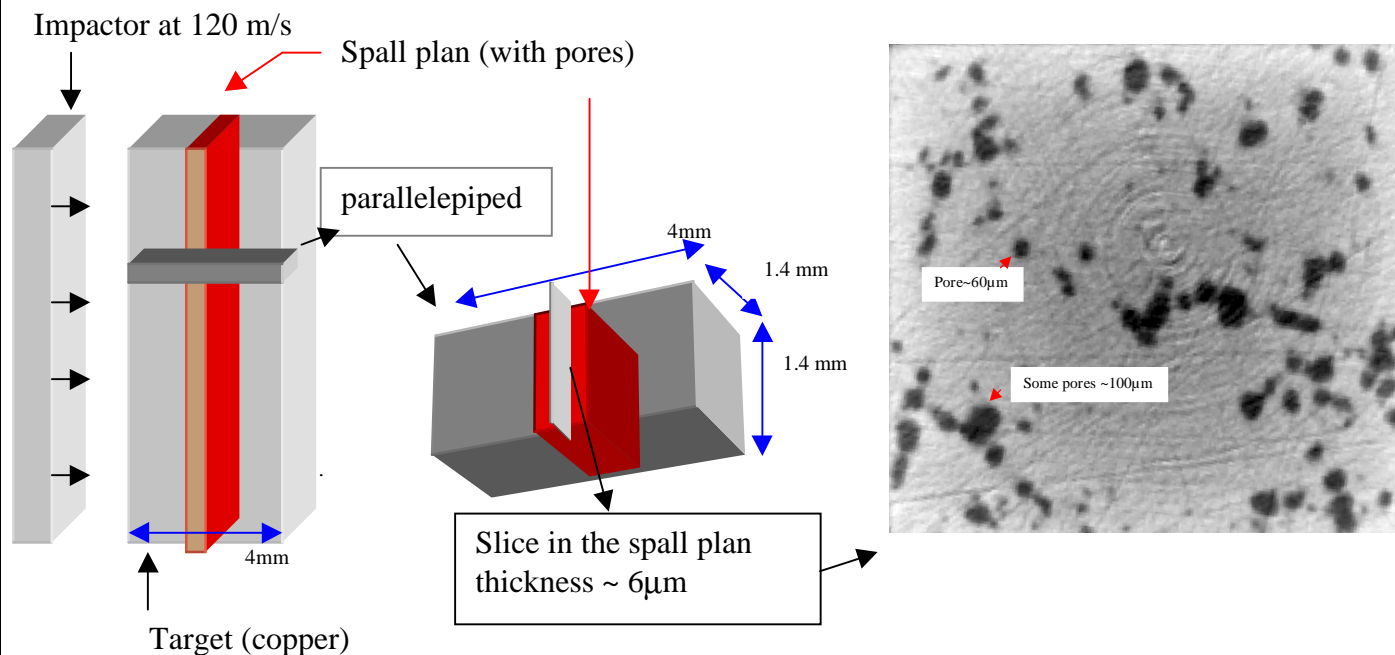 Impactor at 120 m/s
Spall plan (with pores)
parallelepiped
4mm
1.4 mm
1.4 mm
Pore~60µm
Some pores ~100µm
4mm
Slice in the spall plan
thickness ~ 6µm
Target (copper)